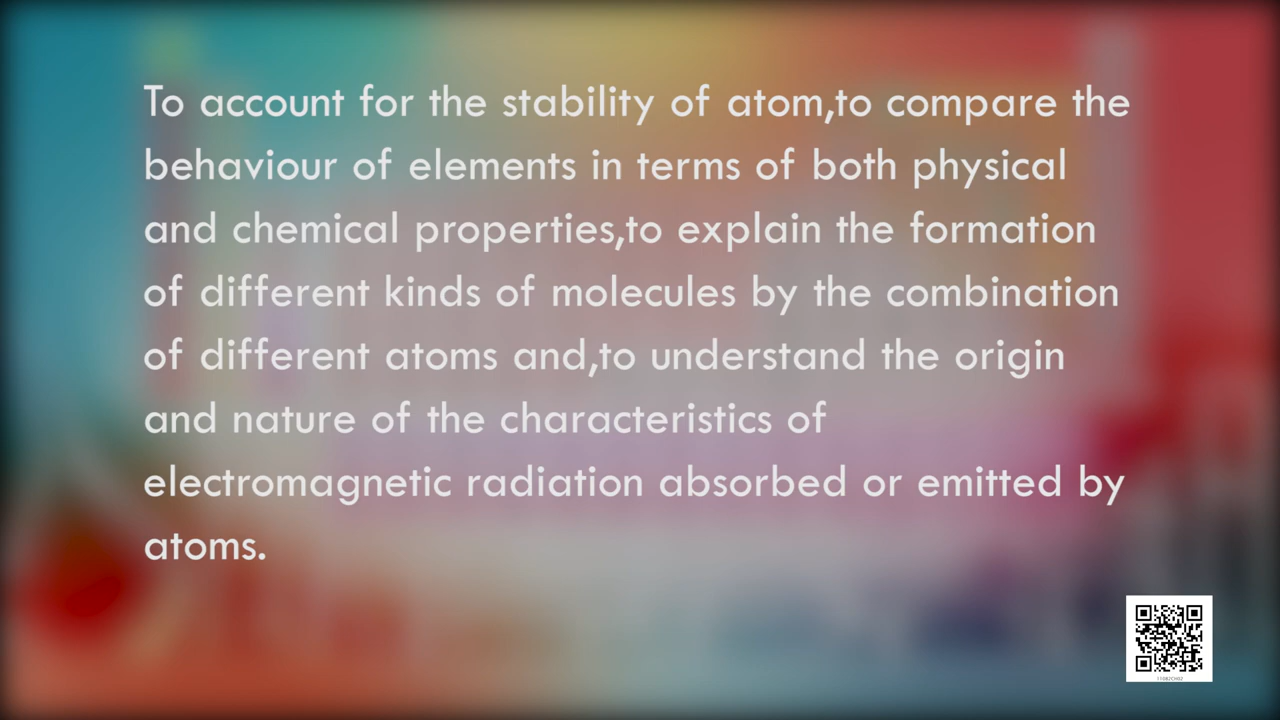 To account for the stability of atom,to compare the
behaviour of elements in terms of both physical
and chemical properties,to explain the formation
of different kinds of molecules by the combination
of different atoms and,to understand the origin
and nature of the characteristics of
electromagnetic radiation absorbed or emitted by
atoms.